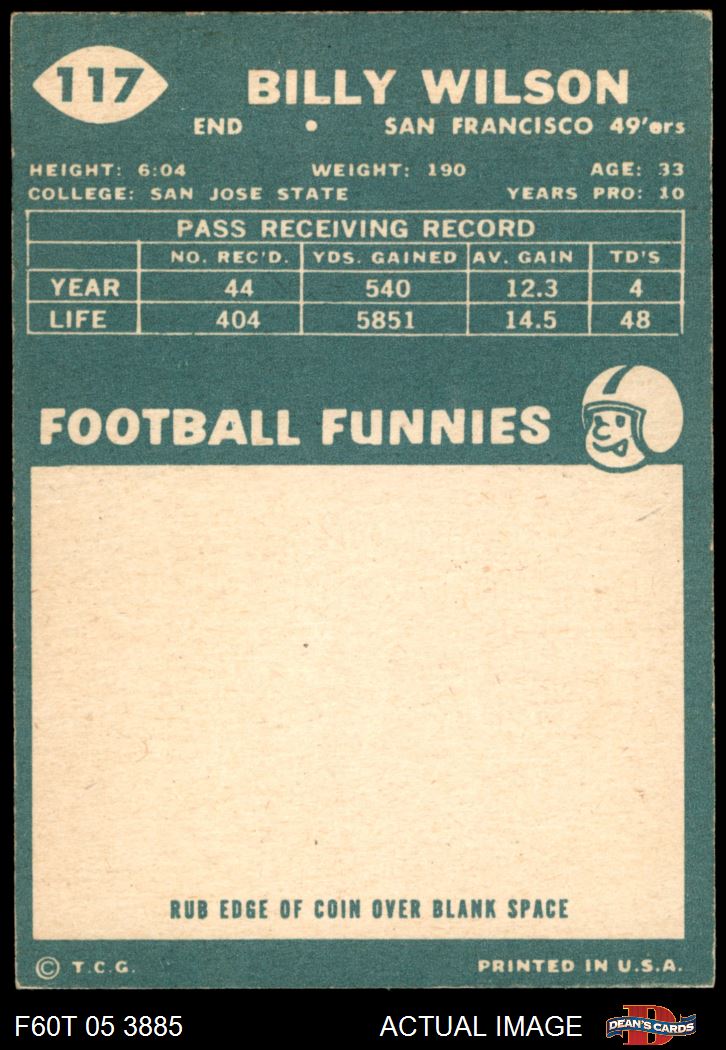 117
BILLY WILSON
END • SAN FRANCISCO 49'ers
HEIGHT: 6:04 WEIGHT: 190 AGE: 33
COLLEGE: SAN JOSE STATE YEARS PRO: 10
PASS RECEIVING RECORD
NO. REC'D. YDS. GAINED AV. GAIN TD'S
YEAR 44 540 12.3 4
LIFE 404 5851 14.5 48
FOOTBALL FUNNIES
RUB EDGE OF COIN OVER BLANK SPACE
© T.C.G. PRINTED IN U.S.A.
F60T 05 3885 ACTUAL IMAGE D DEAN'S CARDS